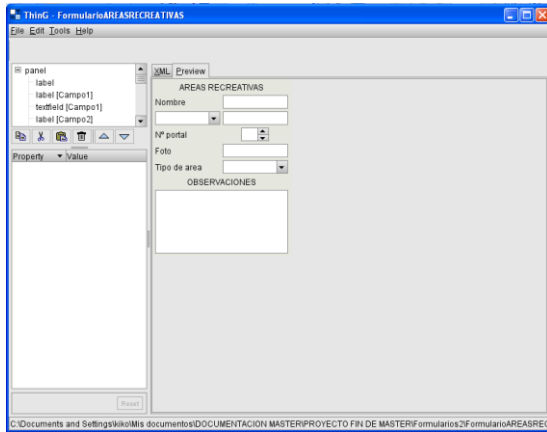 ThinG - FormularioAREASRECREATIVAS
File Edit Tools Help
panel
label
label [Campo1]
textfield [Campo1]
label [Campo2]
Property Value
Reset
XML Preview
AREAS RECREATIVAS
Nombre
Nº portal
Foto
Tipo de area
OBSERVACIONES
C:\Documents and Settings\kiko\Mis documentos\DOCUMENTACION MASTER\PROYECTO FIN DE MASTER\Formularios2\FormularioAREASREC